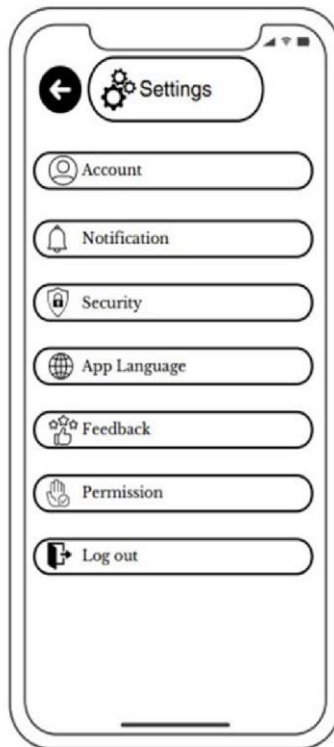 Settings
Account
Notification
Security
App Language
Feedback
Permission
Log out